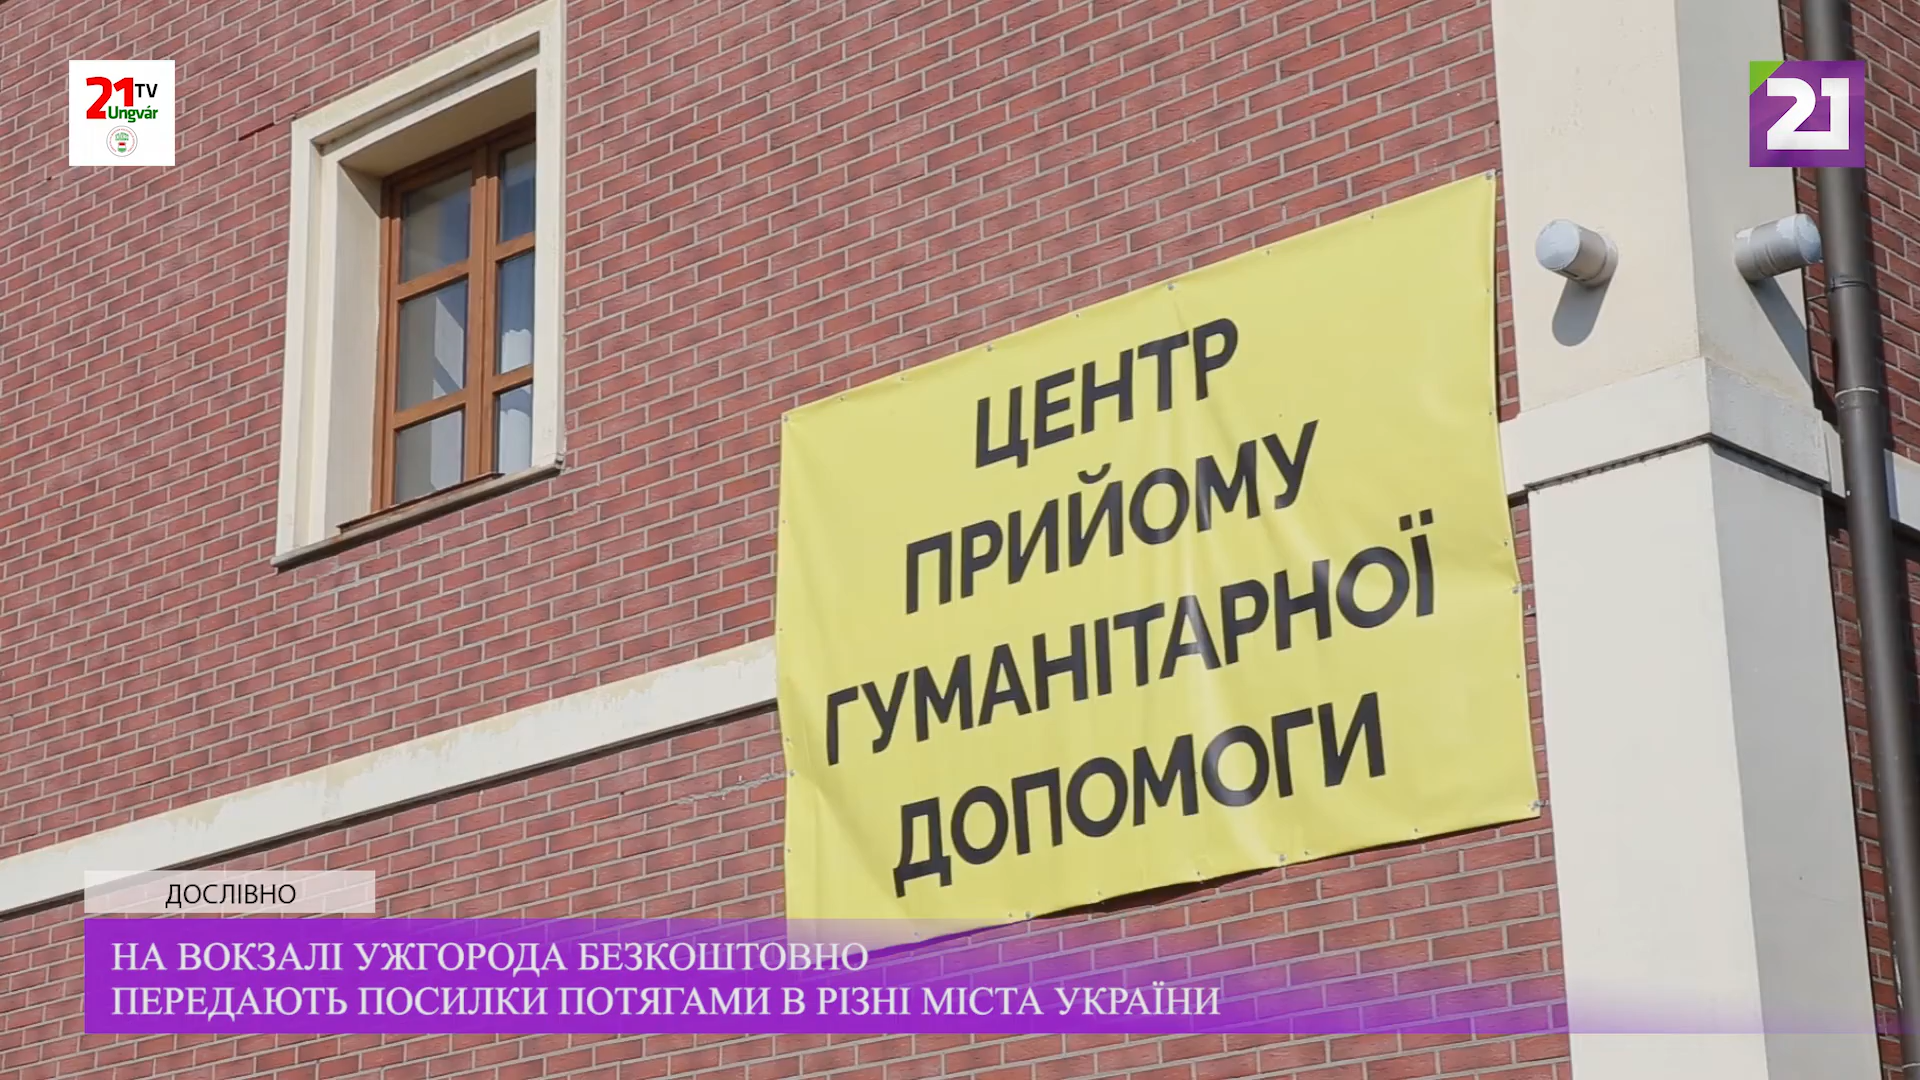 21 TV
Ungvár
21
ЦЕНТР
ПРИЙОМУ
ГУМАНІТАРНОЇ
ДОПОМОГИ
ДОСЛІВНО
НА ВОКЗАЛІ УЖГОРОДА БЕЗКОШТОВНО
ПЕРЕДАЮТЬ ПОСИЛКИ ПОТЯГАМИ В РІЗНІ МІСТА УКРАЇНИ